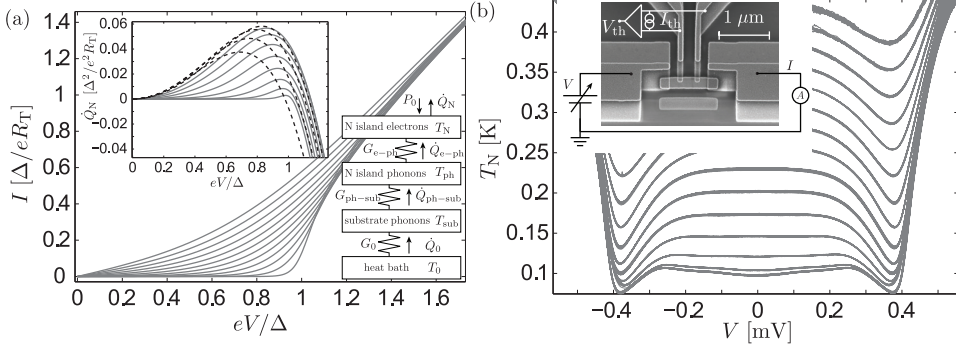 (a)
I [Δ/eR_T]
1.4
1.2
1
0.8
0.6
0.4
0.2
0
0 0.2 0.4 0.6 0.8 1 1.2 1.4 1.6
eV/Δ
Q̇_N [Δ²/e²R_T]
0.06
0.04
0.02
0
−0.02
−0.04
0 0.2 0.4 0.6 0.8 1
eV/Δ
P_0 Q̇_N
N island electrons T_N
G_e−ph Q̇_e−ph
N island phonons T_ph
G_ph−sub Q̇_ph−sub
substrate phonons T_sub
G_0 Q̇_0
heat bath T_0
(b)
T_N [K]
0.4
0.35
0.3
0.25
0.2
0.15
0.1
−0.4 −0.2 0 0.2 0.4
V [mV]
V_th I_th 1 μm
V I
A